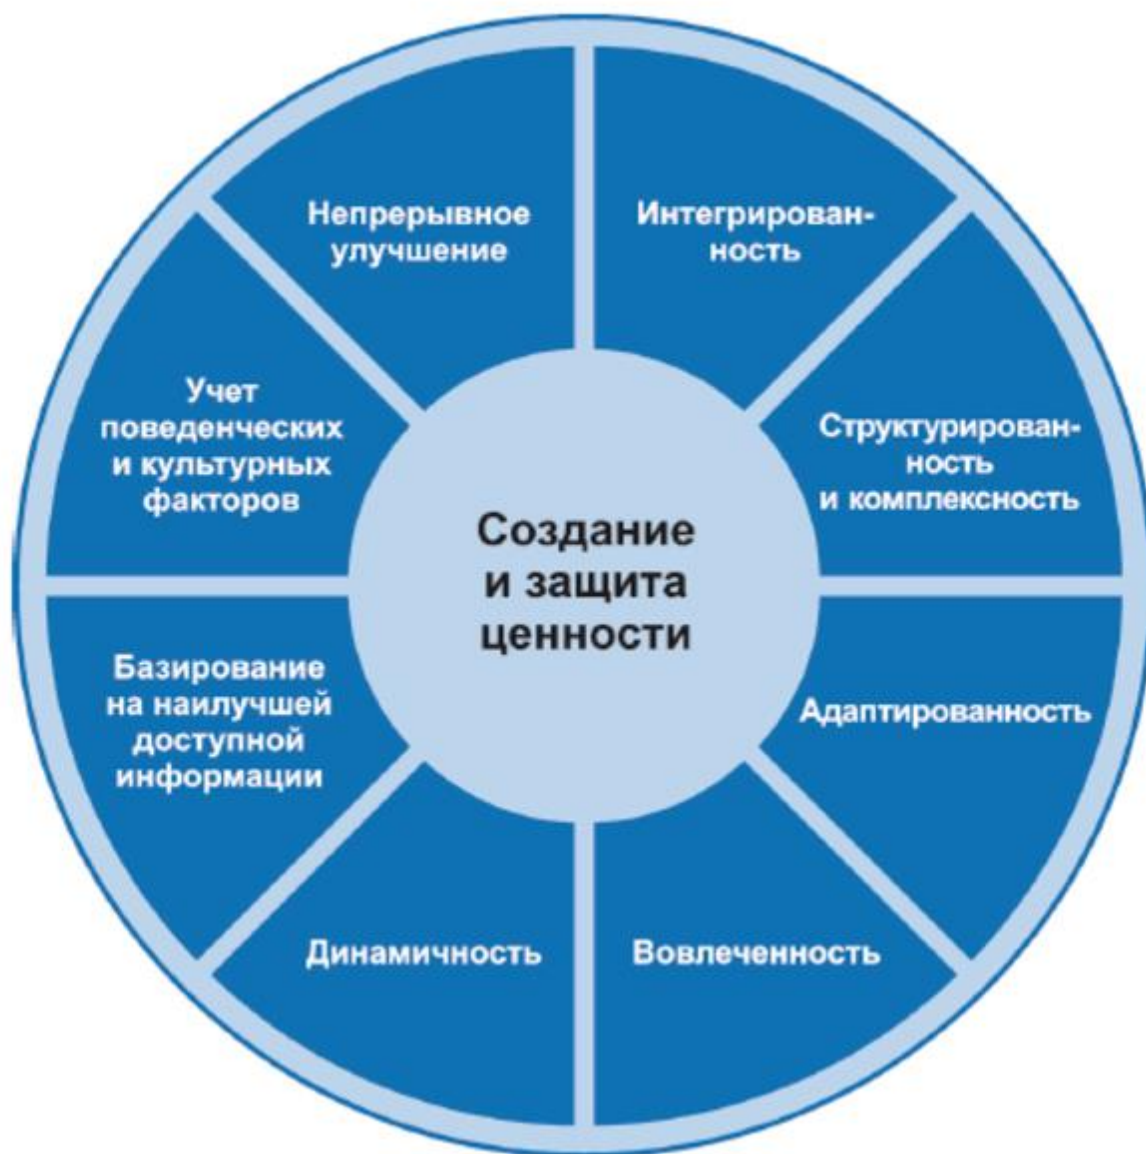 Непрерывное
улучшение
Интегрирован-
ность
Структурирован-
ность
и комплексность
Адаптированность
Вовлеченность
Динамичность
Базирование
на наилучшей
доступной
информации
Учет
поведенческих
и культурных
факторов
Создание
и защита
ценности